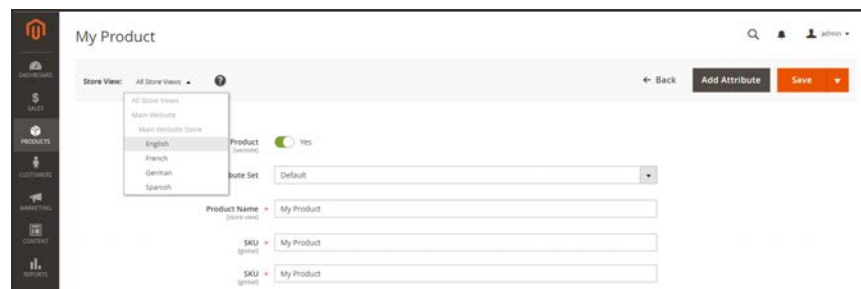 My Product
admin
DASHBOARD
SALES
PRODUCTS
CUSTOMERS
MARKETING
CONTENT
REPORTS
Store View: All Store Views
← Back
Add Attribute
Save
All Store Views
Main Website
Main Website Store
English
French
German
Spanish
Product
[website]
Yes
bute Set
Default
Product Name *
[store view]
My Product
SKU *
[global]
My Product
SKU *
[global]
My Product